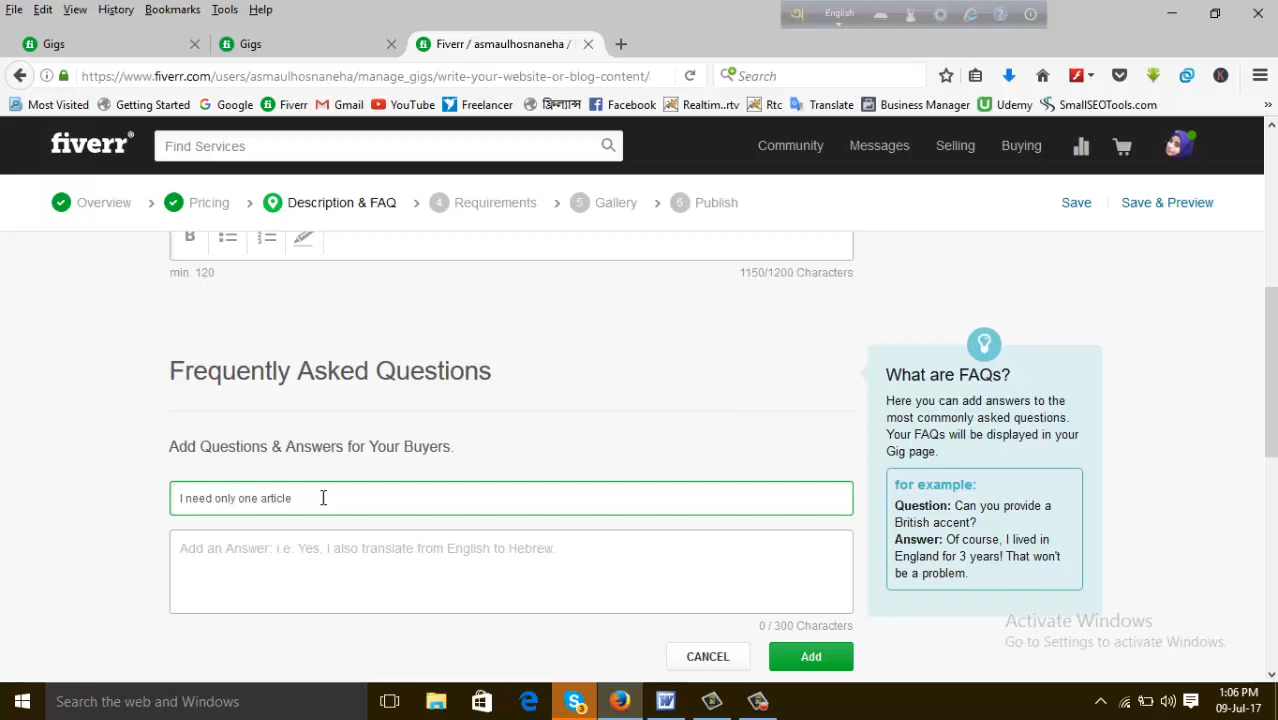 File Edit View History Bookmarks Tools Help
English
Gigs
Gigs
Fiverr / asmaulhosnaneha /
https://www.fiverr.com/users/asmaulhosnaneha/manage_gigs/write-your-website-or-blog-content/
Search
Most Visited Getting Started Google Fiverr Gmail YouTube Freelancer ফ্রিল্যান্স Facebook Realtim..rtv Rtc Translate Business Manager Udemy SmallSEOTools.com
fiverr®
Find Services
Community Messages Selling Buying
Overview Pricing Description & FAQ 4 Requirements 5 Gallery 6 Publish Save Save & Preview
B
min. 120
1150/1200 Characters
Frequently Asked Questions
Add Questions & Answers for Your Buyers.
I need only one article
Add an Answer: i.e. Yes, I also translate from English to Hebrew.
0 / 300 Characters
CANCEL
Add
What are FAQs?
Here you can add answers to the
most commonly asked questions.
Your FAQs will be displayed in your
Gig page.
for example:
Question: Can you provide a
British accent?
Answer: Of course, I lived in
England for 3 years! That won't
be a problem.
Activate Windows
Go to Settings to activate Windows.
Search the web and Windows
1:06 PM
09-Jul-17